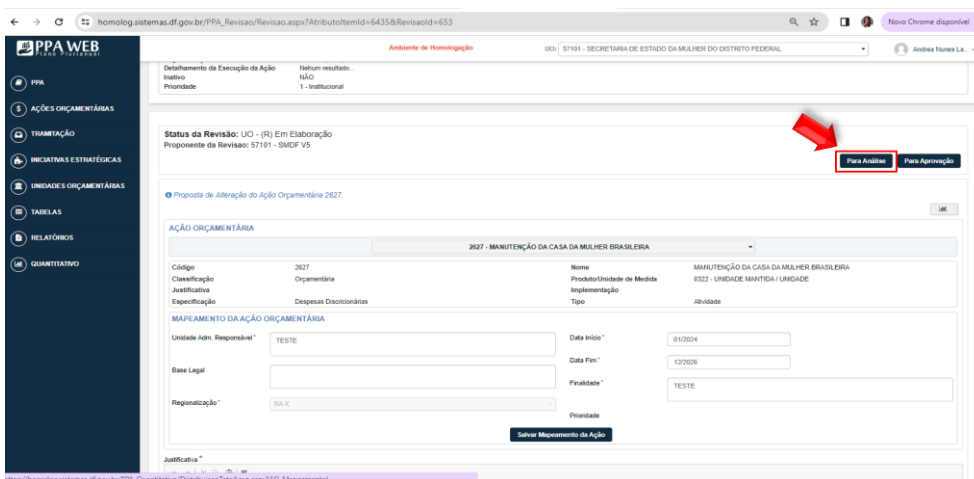 homolog.sistemas.df.gov.br/PPA_Revisao/Revisao.aspx?AtributoItemId=6435&RevisaoId=653
Novo Chrome disponível
PPA WEB
Plano Plurianual
Ambiente de Homologação
UO: 57101 - SECRETARIA DE ESTADO DA MULHER DO DISTRITO FEDERAL
Andrea Nunes La...
PPA
AÇÕES ORÇAMENTÁRIAS
TRAMITAÇÃO
INICIATIVAS ESTRATÉGICAS
UNIDADES ORÇAMENTÁRIAS
TABELAS
RELATÓRIOS
QUANTITATIVO
Detalhamento da Execução da Ação Nehum resultado...
Inativo NÃO
Prioridade 1 - Institucional
Status da Revisão: UO - (R) Em Elaboração
Proponente da Revisao: 57101 - SMDF V5
Para Análise Para Aprovação
Proposta de Alteração do Ação Orçamentária 2627.
AÇÃO ORÇAMENTÁRIA
2627 - MANUTENÇÃO DA CASA DA MULHER BRASILEIRA
Código 2627 Nome MANUTENÇÃO DA CASA DA MULHER BRASILEIRA
Classificação Orçamentária Produto/Unidade de Medida 0322 - UNIDADE MANTIDA / UNIDADE
Justificativa Implementação
Especificação Despesas Discricionárias Tipo Atividade
MAPEAMENTO DA AÇÃO ORÇAMENTÁRIA
Unidade Adm. Responsável * TESTE Data Início * 01/2024
Data Fim * 12/2026
Base Legal
Finalidade * TESTE
Regionalização * RA X
Prioridade
Salvar Mapeamento da Ação
Justificativa *